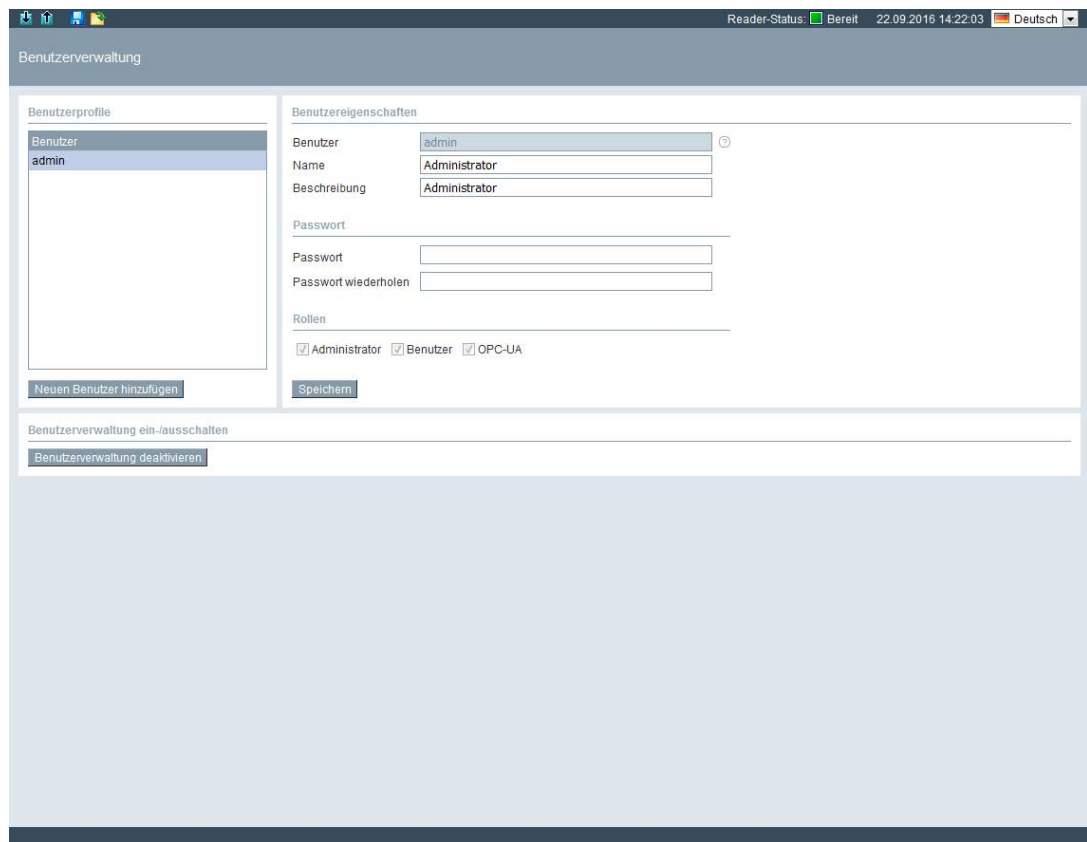 Reader-Status: Bereit 22.09.2016 14:22:03 Deutsch
Benutzerverwaltung
Benutzerprofile
Benutzer
admin
Neuen Benutzer hinzufügen
Benutzereigenschaften
Benutzer admin
Name Administrator
Beschreibung Administrator
Passwort
Passwort
Passwort wiederholen
Rollen
Administrator Benutzer OPC-UA
Speichern
Benutzerverwaltung ein-/ausschalten
Benutzerverwaltung deaktivieren